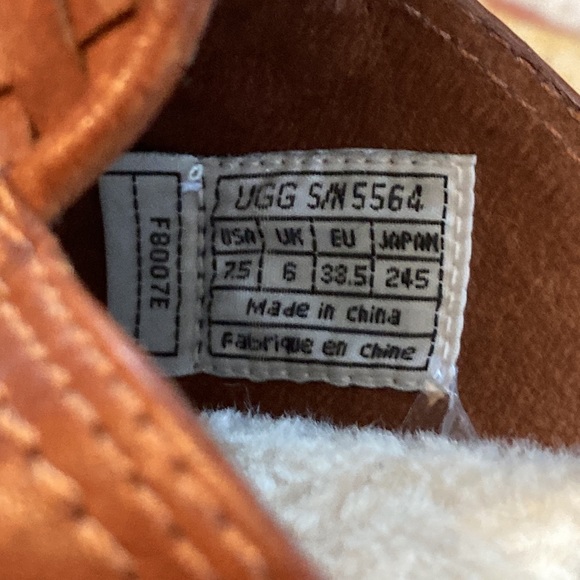 UGG S/N 5564
USA UK EU JAPAN
7.5 6 38.5 245
Made in China
Fabrique en Chine
F8007E